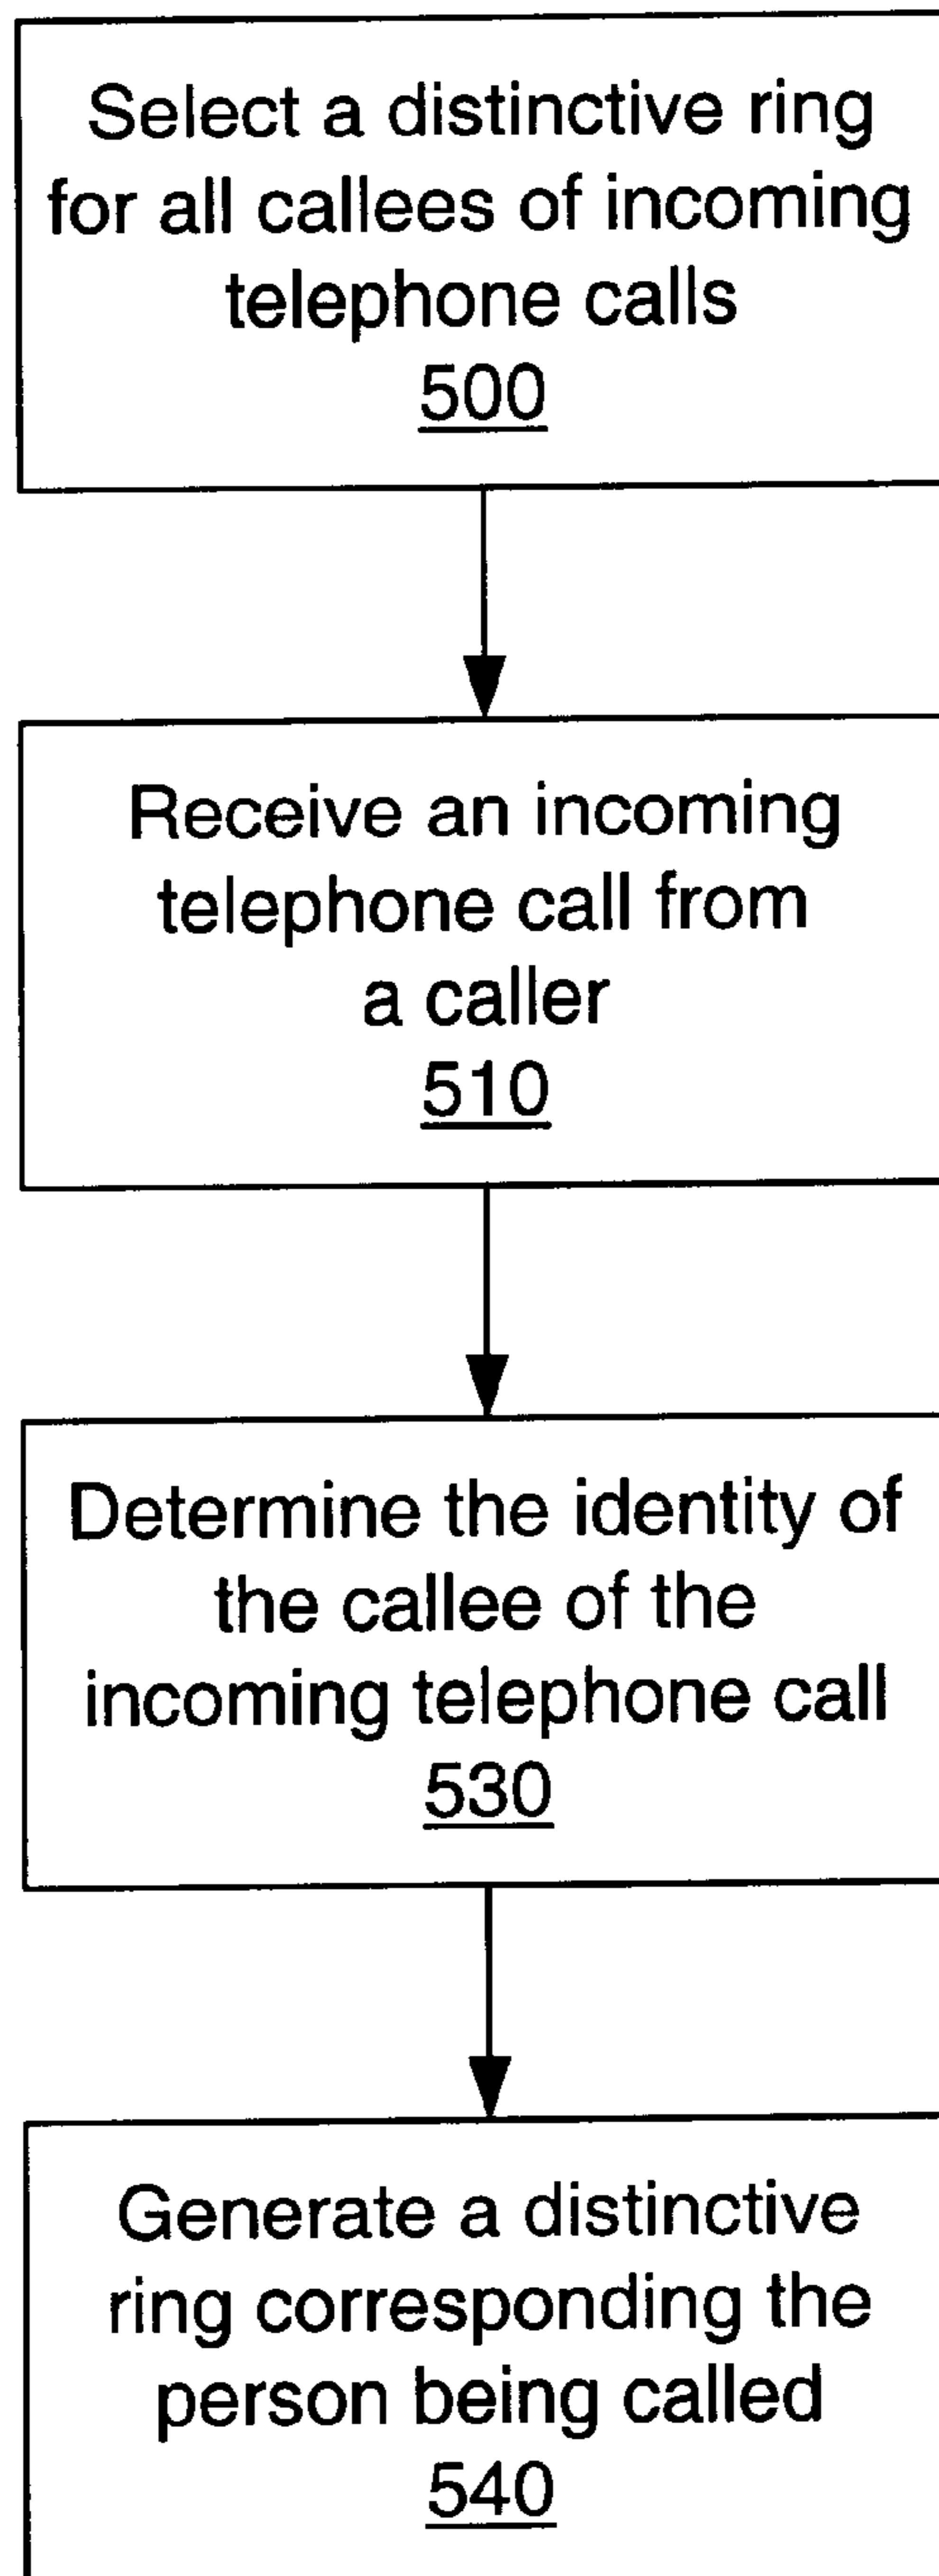 Select a distinctive ring
for all callees of incoming
telephone calls
500
Receive an incoming
telephone call from
a caller
510
Determine the identity of
the callee of the
incoming telephone call
530
Generate a distinctive
ring corresponding the
person being called
540